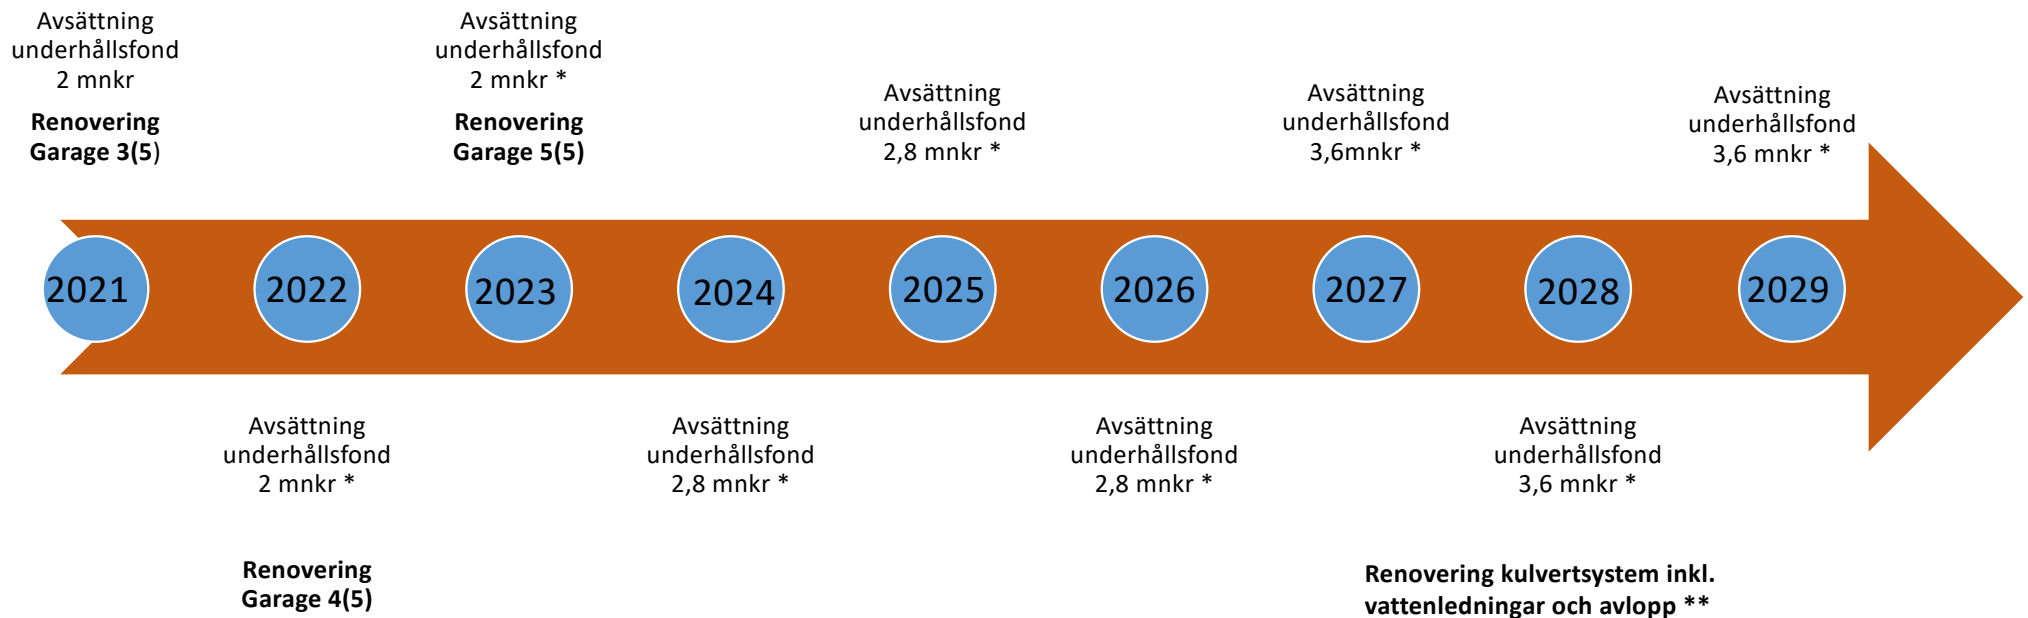 Avsättning
underhållsfond
2 mnkr
Renovering
Garage 3(5)
Avsättning
underhållsfond
2 mnkr *
Renovering
Garage 5(5)
Avsättning
underhållsfond
2,8 mnkr *
Avsättning
underhållsfond
3,6mnkr *
Avsättning
underhållsfond
3,6 mnkr *
2021
2022
2023
2024
2025
2026
2027
2028
2029
Avsättning
underhållsfond
2 mnkr *
Renovering
Garage 4(5)
Avsättning
underhållsfond
2,8 mnkr *
Avsättning
underhållsfond
2,8 mnkr *
Avsättning
underhållsfond
3,6 mnkr *
Renovering kulvertsystem inkl.
vattenledningar och avlopp **